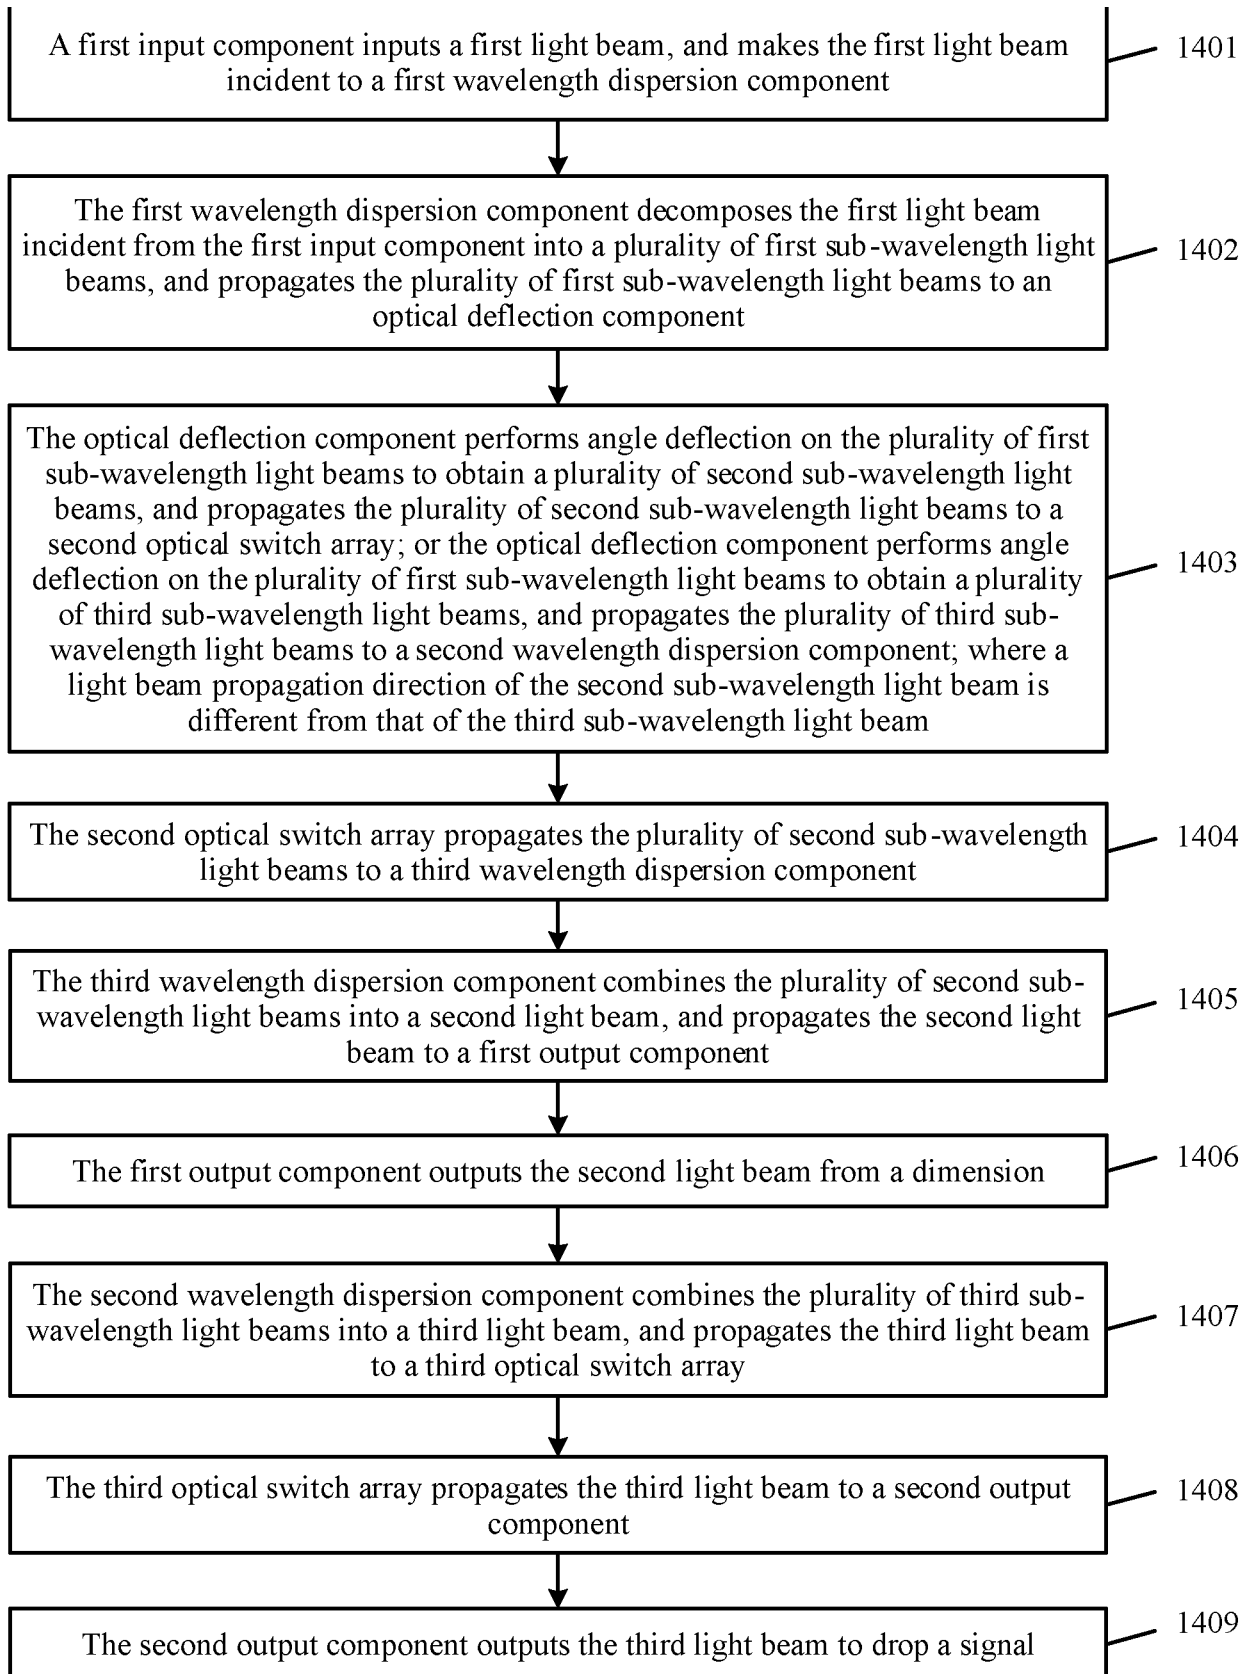 A first input component inputs a first light beam, and makes the first light beam
incident to a first wavelength dispersion component
1401
The first wavelength dispersion component decomposes the first light beam
incident from the first input component into a plurality of first sub-wavelength light
beams, and propagates the plurality of first sub-wavelength light beams to an
optical deflection component
1402
The optical deflection component performs angle deflection on the plurality of first
sub-wavelength light beams to obtain a plurality of second sub-wavelength light
beams, and propagates the plurality of second sub-wavelength light beams to a
second optical switch array; or the optical deflection component performs angle
deflection on the plurality of first sub-wavelength light beams to obtain a plurality
of third sub-wavelength light beams, and propagates the plurality of third sub-
wavelength light beams to a second wavelength dispersion component; where a
light beam propagation direction of the second sub-wavelength light beam is
different from that of the third sub-wavelength light beam
1403
The second optical switch array propagates the plurality of second sub-wavelength
light beams to a third wavelength dispersion component
1404
The third wavelength dispersion component combines the plurality of second sub-
wavelength light beams into a second light beam, and propagates the second light
beam to a first output component
1405
The first output component outputs the second light beam from a dimension
1406
The second wavelength dispersion component combines the plurality of third sub-
wavelength light beams into a third light beam, and propagates the third light beam
to a third optical switch array
1407
The third optical switch array propagates the third light beam to a second output
component
1408
The second output component outputs the third light beam to drop a signal
1409